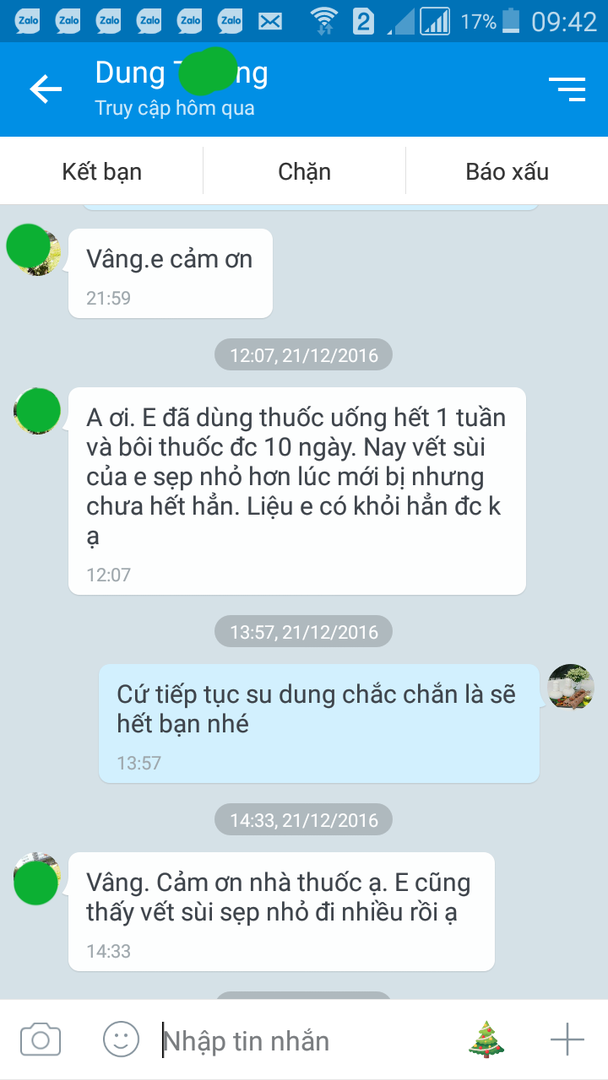 Zalo Zalo Zalo Zalo Zalo Zalo 2 17% 09:42
Dung T ng
Truy cập hôm qua
Kết bạn Chặn Báo xấu
Vâng.e cảm ơn
21:59
12:07, 21/12/2016
A ơi. E đã dùng thuốc uống hết 1 tuần
và bôi thuốc đc 10 ngày. Nay vết sùi
của e sẹp nhỏ hơn lúc mới bị nhưng
chưa hết hẳn. Liệu e có khỏi hẳn đc k
ạ
12:07
13:57, 21/12/2016
Cứ tiếp tục su dung chắc chắn là sẽ
hết bạn nhé
13:57
14:33, 21/12/2016
Vâng. Cảm ơn nhà thuốc ạ. E cũng
thấy vết sùi sẹp nhỏ đi nhiều rồi ạ
14:33
Nhập tin nhắn